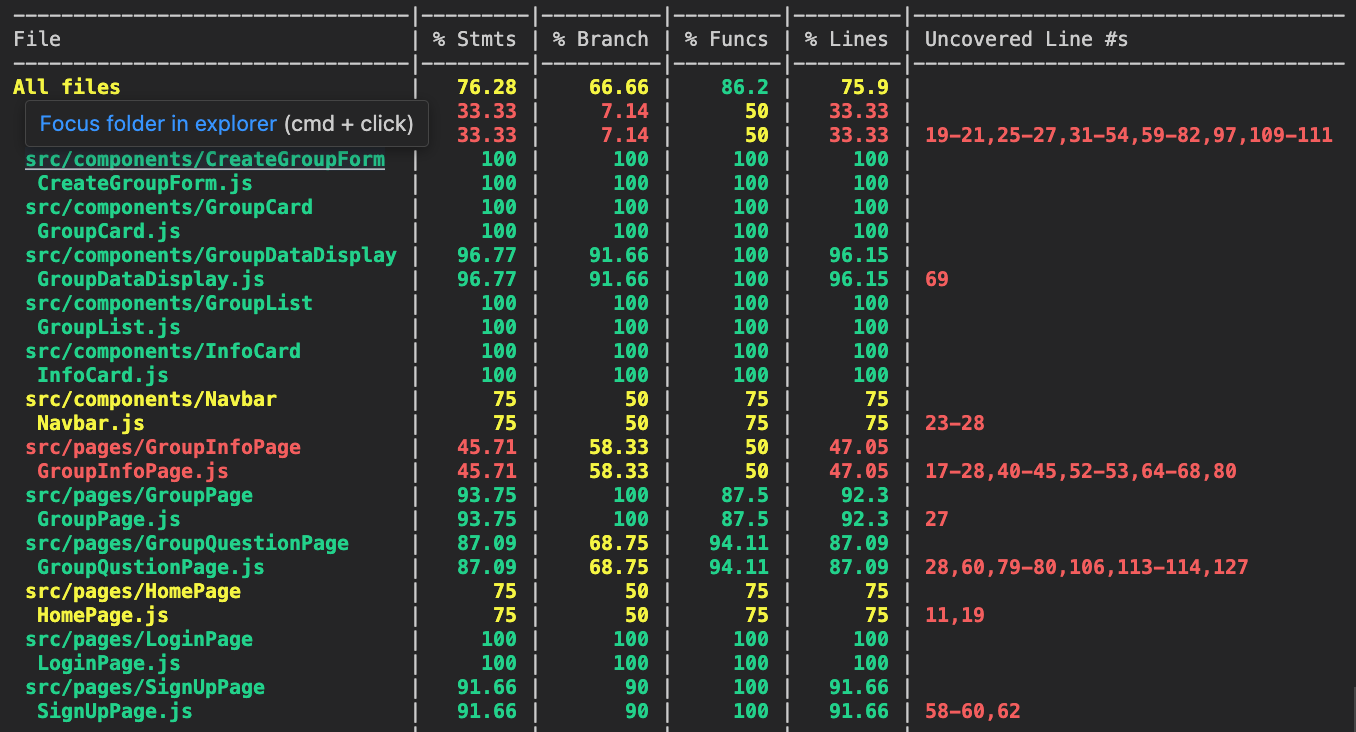 File | % Stmts | % Branch | % Funcs | % Lines | Uncovered Line #s
All files | 76.28 | 66.66 | 86.2 | 75.9 |
| 33.33 | 7.14 | 50 | 33.33 |
Focus folder in explorer (cmd + click)
| 33.33 | 7.14 | 50 | 33.33 | 19-21,25-27,31-54,59-82,97,109-111
src/components/CreateGroupForm | 100 | 100 | 100 | 100 |
CreateGroupForm.js | 100 | 100 | 100 | 100 |
src/components/GroupCard | 100 | 100 | 100 | 100 |
GroupCard.js | 100 | 100 | 100 | 100 |
src/components/GroupDataDisplay | 96.77 | 91.66 | 100 | 96.15 |
GroupDataDisplay.js | 96.77 | 91.66 | 100 | 96.15 | 69
src/components/GroupList | 100 | 100 | 100 | 100 |
GroupList.js | 100 | 100 | 100 | 100 |
src/components/InfoCard | 100 | 100 | 100 | 100 |
InfoCard.js | 100 | 100 | 100 | 100 |
src/components/Navbar | 75 | 50 | 75 | 75 |
Navbar.js | 75 | 50 | 75 | 75 | 23-28
src/pages/GroupInfoPage | 45.71 | 58.33 | 50 | 47.05 |
GroupInfoPage.js | 45.71 | 58.33 | 50 | 47.05 | 17-28,40-45,52-53,64-68,80
src/pages/GroupPage | 93.75 | 100 | 87.5 | 92.3 |
GroupPage.js | 93.75 | 100 | 87.5 | 92.3 | 27
src/pages/GroupQuestionPage | 87.09 | 68.75 | 94.11 | 87.09 |
GroupQustionPage.js | 87.09 | 68.75 | 94.11 | 87.09 | 28,60,79-80,106,113-114,127
src/pages/HomePage | 75 | 50 | 75 | 75 |
HomePage.js | 75 | 50 | 75 | 75 | 11,19
src/pages/LoginPage | 100 | 100 | 100 | 100 |
LoginPage.js | 100 | 100 | 100 | 100 |
src/pages/SignUpPage | 91.66 | 90 | 100 | 91.66 |
SignUpPage.js | 91.66 | 90 | 100 | 91.66 | 58-60,62